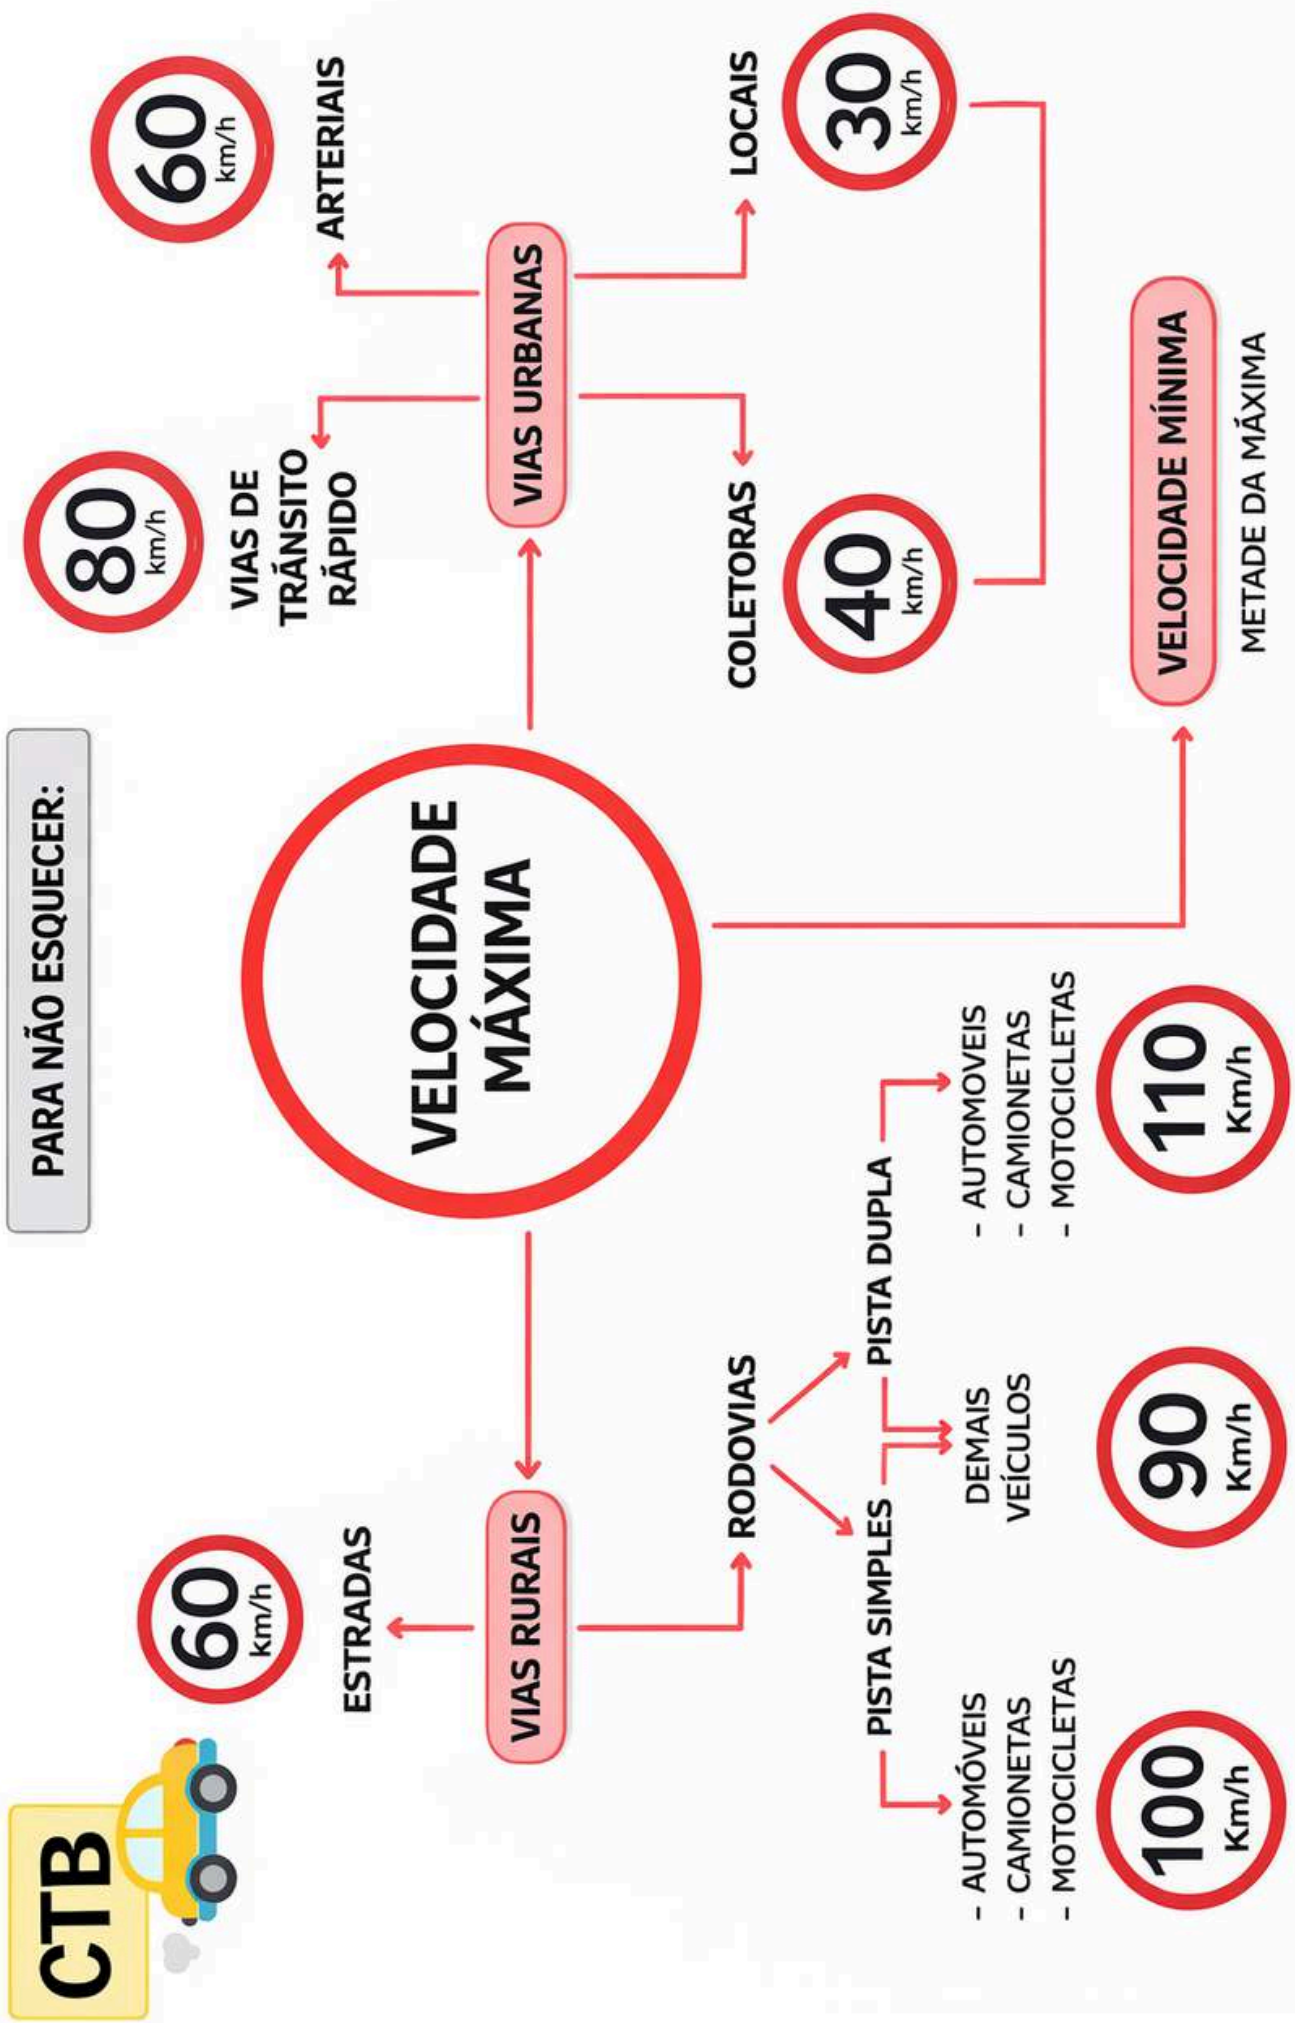 CTB
PARA NÃO ESQUECER:
60
km/h
ESTRADAS
80
km/h
VIAS DE
TRÂNSITO
RÁPIDO
60
km/h
ARTERIAIS
VELOCIDADE
MÁXIMA
VIAS RURAIS
VIAS URBANAS
RODOVIAS
COLETORAS
40
km/h
LOCAIS
30
km/h
PISTA SIMPLES
PISTA DUPLA
- AUTOMÓVEIS
- CAMIONETAS
- MOTOCICLETAS
100
Km/h
DEMAIS
VEÍCULOS
90
Km/h
- AUTOMOVEIS
- CAMIONETAS
- MOTOCICLETAS
110
Km/h
VELOCIDADE MÍNIMA
METADE DA MÁXIMA